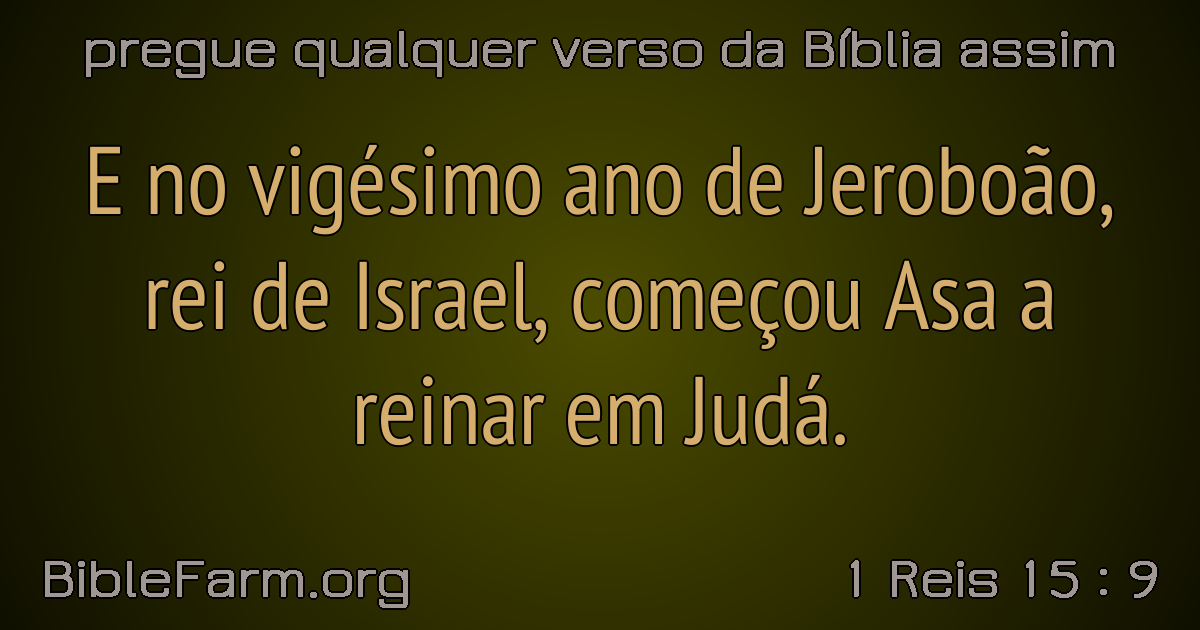 pregue qualquer verso da Bíblia assim
E no vigésimo ano de Jeroboão,
rei de Israel, começou Asa a
reinar em Judá.
BibleFarm.org
1 Reis 15 : 9